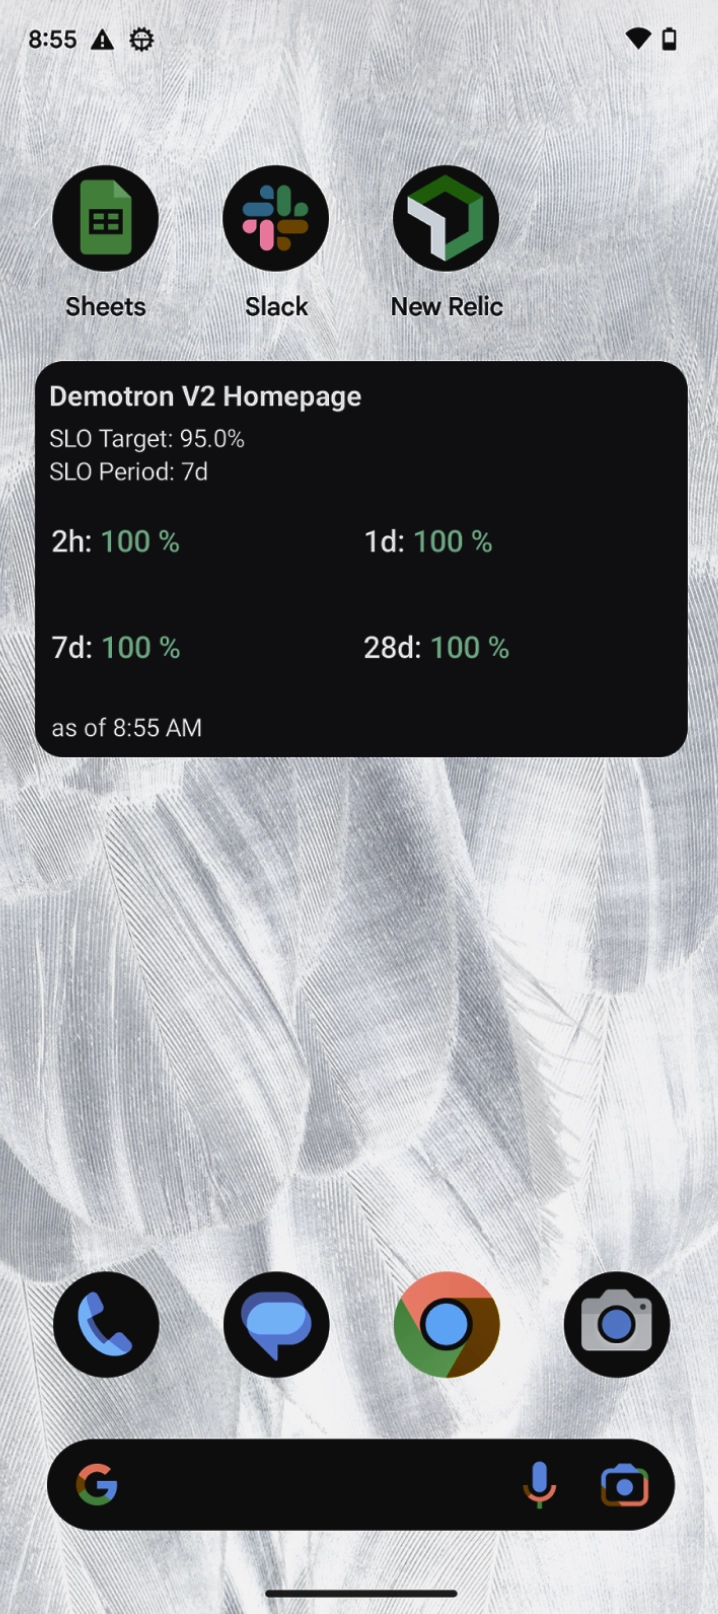 8:55
Sheets
Slack
New Relic
Demotron V2 Homepage
SLO Target: 95.0%
SLO Period: 7d
2h: 100 %
1d: 100 %
7d: 100 %
28d: 100 %
as of 8:55 AM